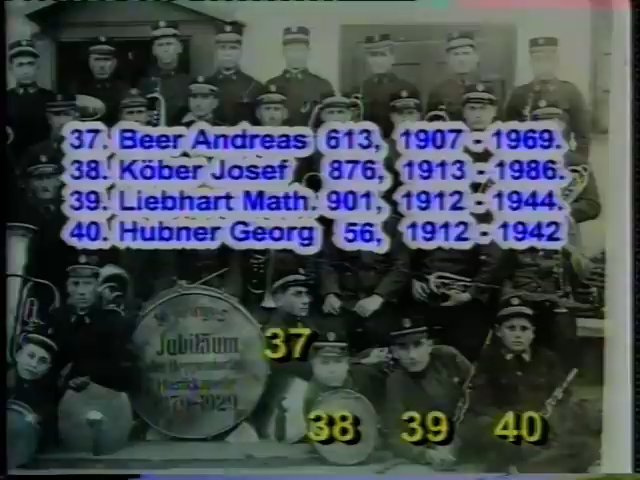 37. Beer Andreas 613, 1907 - 1969.
38. Köber Josef 876, 1913 - 1986.
39. Liebhart Math. 901, 1912 - 1944.
40. Hubner Georg 56, 1912 - 1942
Jubiläum
1929
37
38 39 40